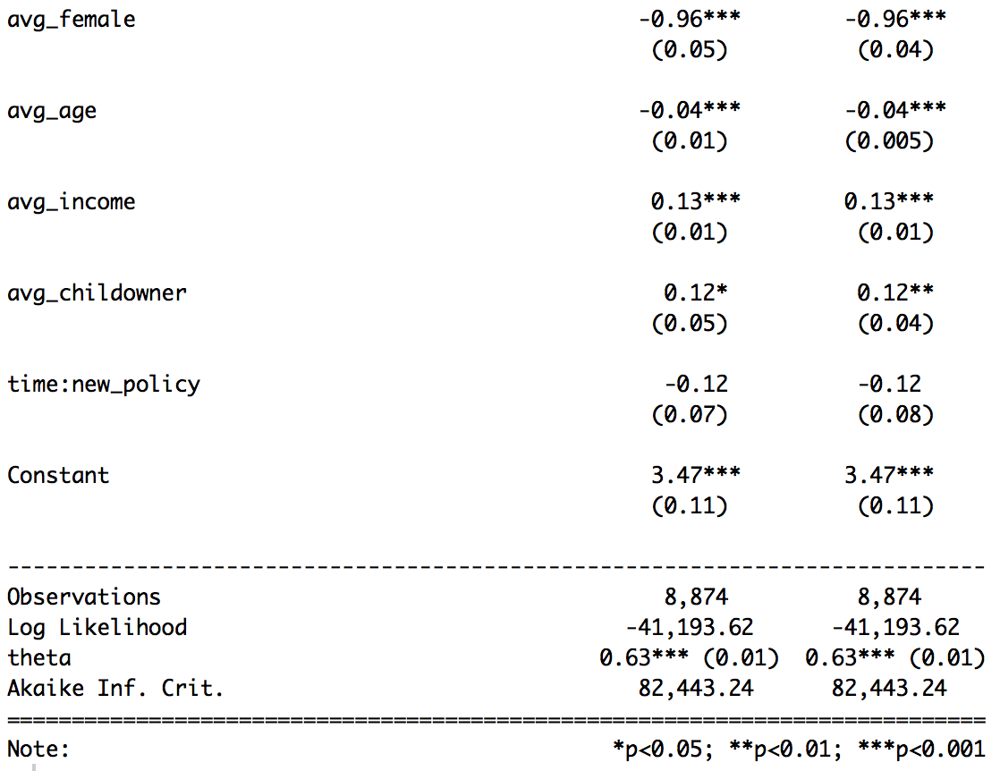 avg_female -0.96*** -0.96***
(0.05) (0.04)
avg_age -0.04*** -0.04***
(0.01) (0.005)
avg_income 0.13*** 0.13***
(0.01) (0.01)
avg_childowner 0.12* 0.12**
(0.05) (0.04)
time:new_policy -0.12 -0.12
(0.07) (0.08)
Constant 3.47*** 3.47***
(0.11) (0.11)
----------------------------------------------------------------------------
Observations 8,874 8,874
Log Likelihood -41,193.62 -41,193.62
theta 0.63*** (0.01) 0.63*** (0.01)
Akaike Inf. Crit. 82,443.24 82,443.24
============================================================================
Note: *p<0.05; **p<0.01; ***p<0.001